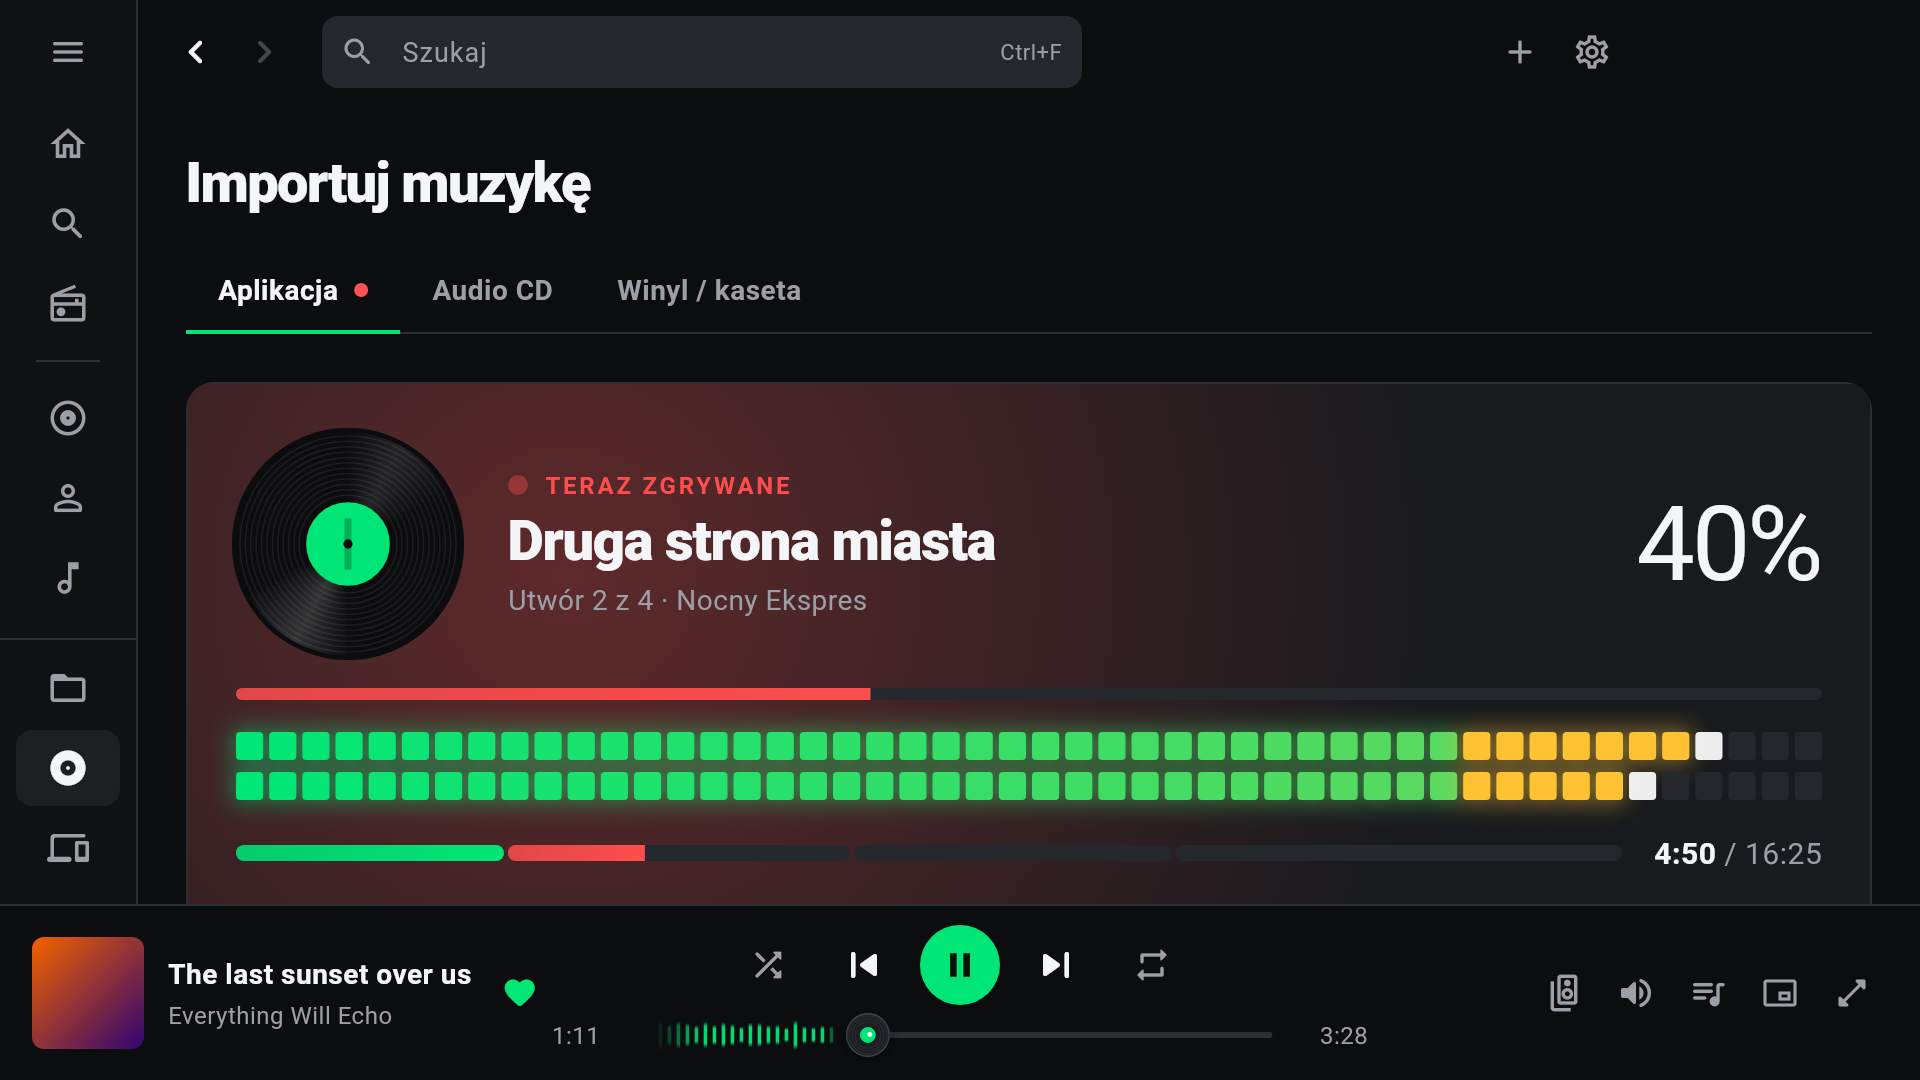 Szukaj
Ctrl+F
Importuj muzykę
Aplikacja
Audio CD
Winyl / kaseta
TERAZ ZGRYWANE
Druga strona miasta
Utwór 2 z 4 · Nocny Ekspres
40%
4:50 / 16:25
The last sunset over us
Everything Will Echo
1:11
3:28